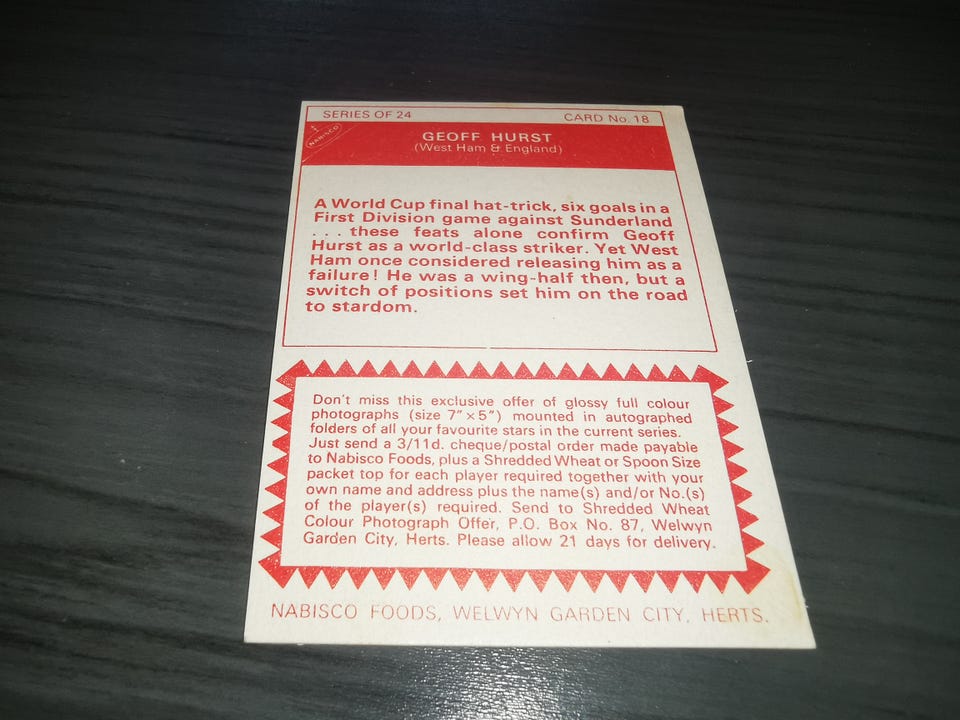 SERIES OF 24 CARD No. 18
NABISCO
GEOFF HURST
(West Ham & England)
A World Cup final hat-trick, six goals in a
First Division game against Sunderland
. . . these feats alone confirm Geoff
Hurst as a world-class striker. Yet West
Ham once considered releasing him as a
failure! He was a wing-half then, but a
switch of positions set him on the road
to stardom.
Don't miss this exclusive offer of glossy full colour
photographs (size 7" × 5") mounted in autographed
folders of all your favourite stars in the current series.
Just send a 3/11d. cheque/postal order made payable
to Nabisco Foods, plus a Shredded Wheat or Spoon Size
packet top for each player required together with your
own name and address plus the name(s) and/or No.(s)
of the player(s) required. Send to Shredded Wheat
Colour Photograph Offer, P.O. Box No. 87, Welwyn
Garden City, Herts. Please allow 21 days for delivery.
NABISCO FOODS, WELWYN GARDEN CITY, HERTS.